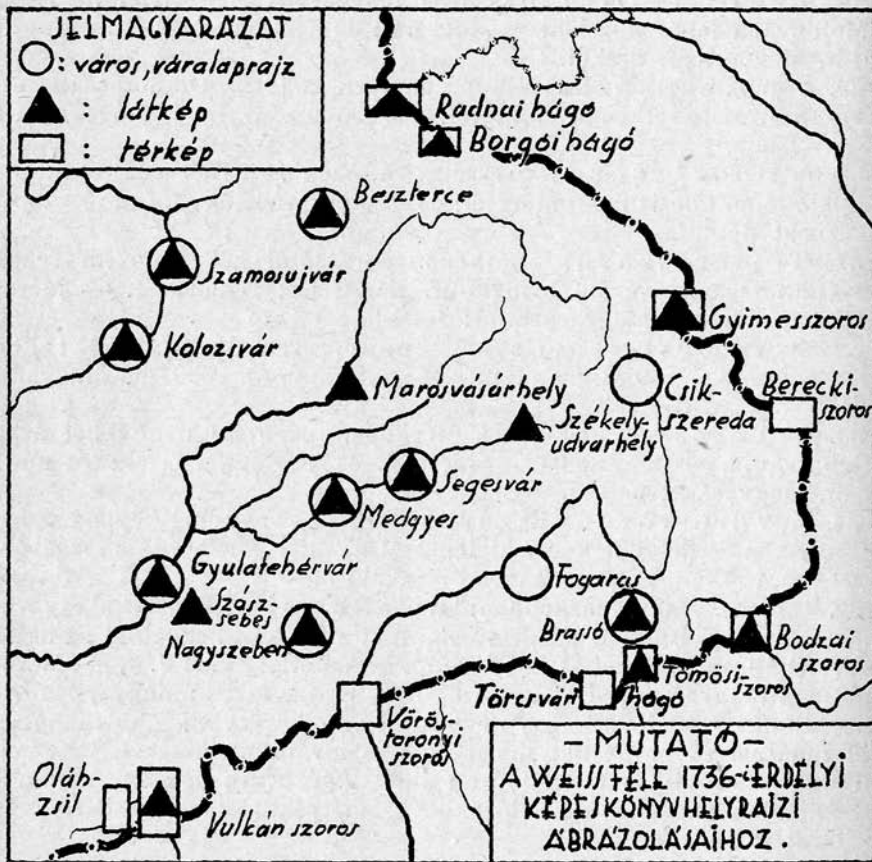 JELMAGYARÁZAT
: város, váralaprajz
: látkép
: térkép
Radnai hágó
Borgói hágó
Beszterce
Szamosujvár
Kolozsvár
Gyimesszoros
Marósvásárhely
Csik-
szereda
Berecki-
szoros
Székely-
udvarhely
Segesvár
Medgyes
Gyulafehérvár
Szász-
sebes
Nagyszeben
Fogaras
Brassó
Bodzai
szoros
Tömösi-
szoros
Törcsvári
hágó
Vörös-
toronyi
szoros
Oláh-
zsil
Vulkán szoros
- MUTATÓ -
A WEISS FÉLE 1736-i ERDÉLYI
KÉPESKÖNYV HELYRAJZI
ÁBRÁZOLÁSAIHOZ.